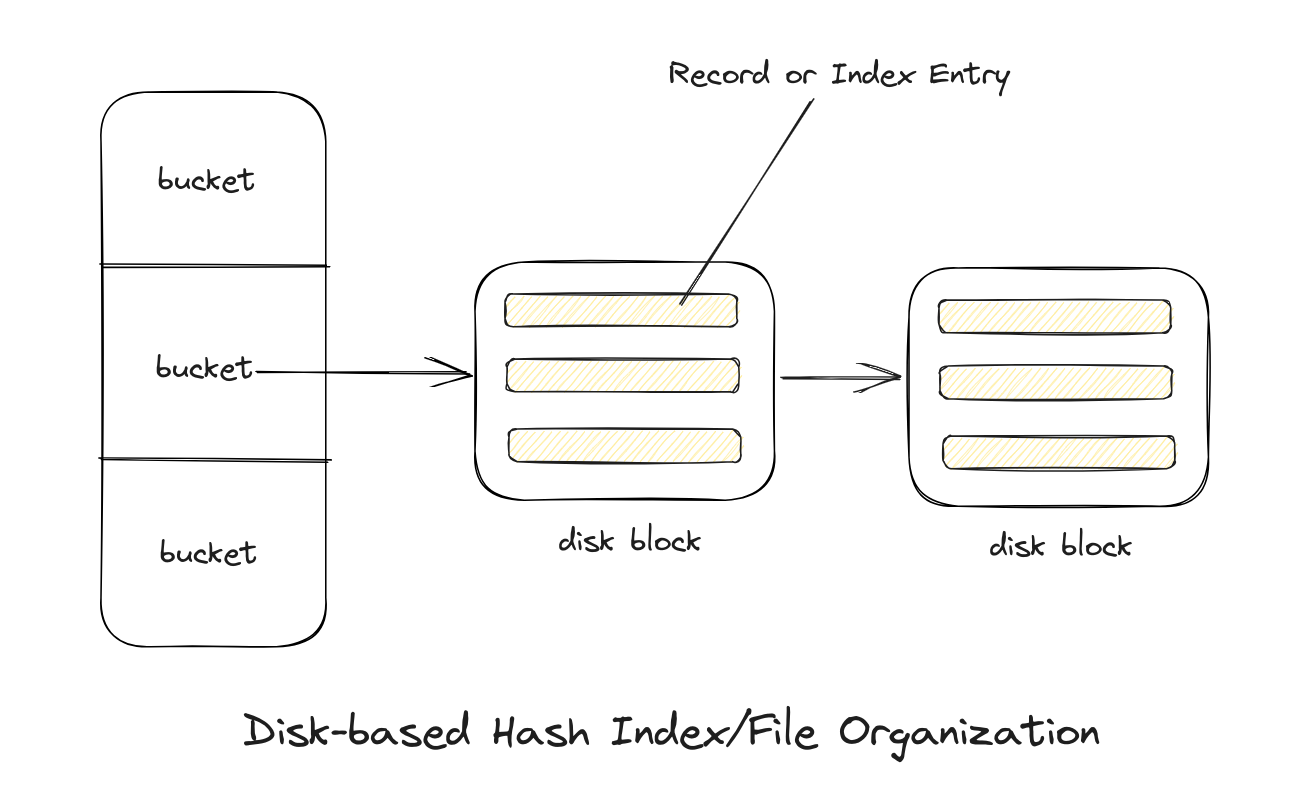 Record or Index Entry
bucket
bucket
bucket
disk block
disk block
Disk-based Hash Index/File Organization